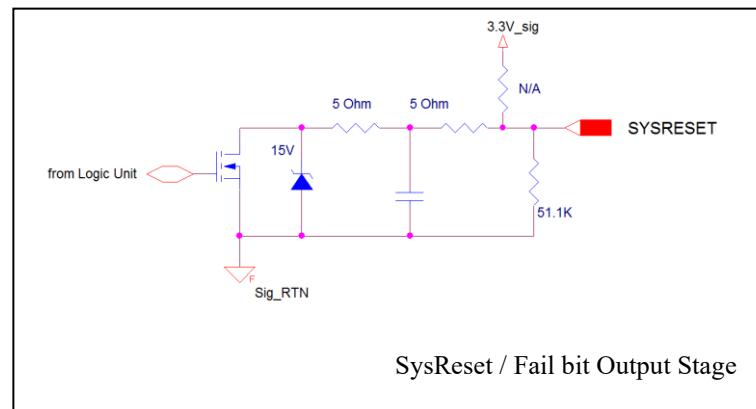 3.3V_sig
5 Ohm
5 Ohm
N/A
SYSRESET
15V
from Logic Unit
51.1K
F
Sig_RTN
SysReset / Fail bit Output Stage